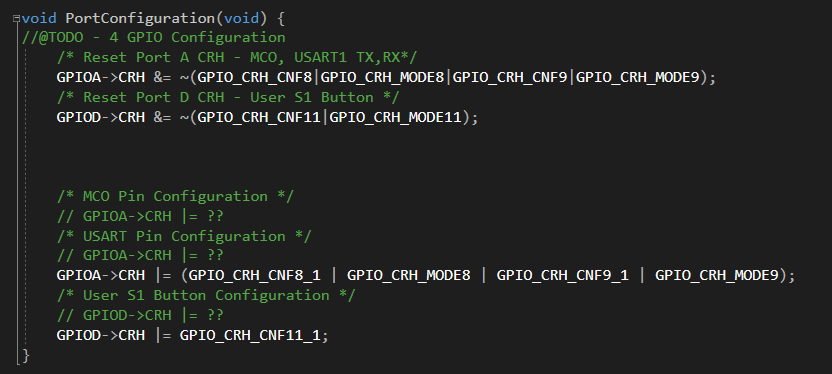 void PortConfiguration(void) {
//@TODO - 4 GPIO Configuration
/* Reset Port A CRH - MCO, USART1 TX,RX*/
GPIOA->CRH &= ~(GPIO_CRH_CNF8|GPIO_CRH_MODE8|GPIO_CRH_CNF9|GPIO_CRH_MODE9);
/* Reset Port D CRH - User S1 Button */
GPIOD->CRH &= ~(GPIO_CRH_CNF11|GPIO_CRH_MODE11);
/* MCO Pin Configuration */
// GPIOA->CRH |= ??
/* USART Pin Configuration */
// GPIOA->CRH |= ??
GPIOA->CRH |= (GPIO_CRH_CNF8_1 | GPIO_CRH_MODE8 | GPIO_CRH_CNF9_1 | GPIO_CRH_MODE9);
/* User S1 Button Configuration */
// GPIOD->CRH |= ??
GPIOD->CRH |= GPIO_CRH_CNF11_1;
}